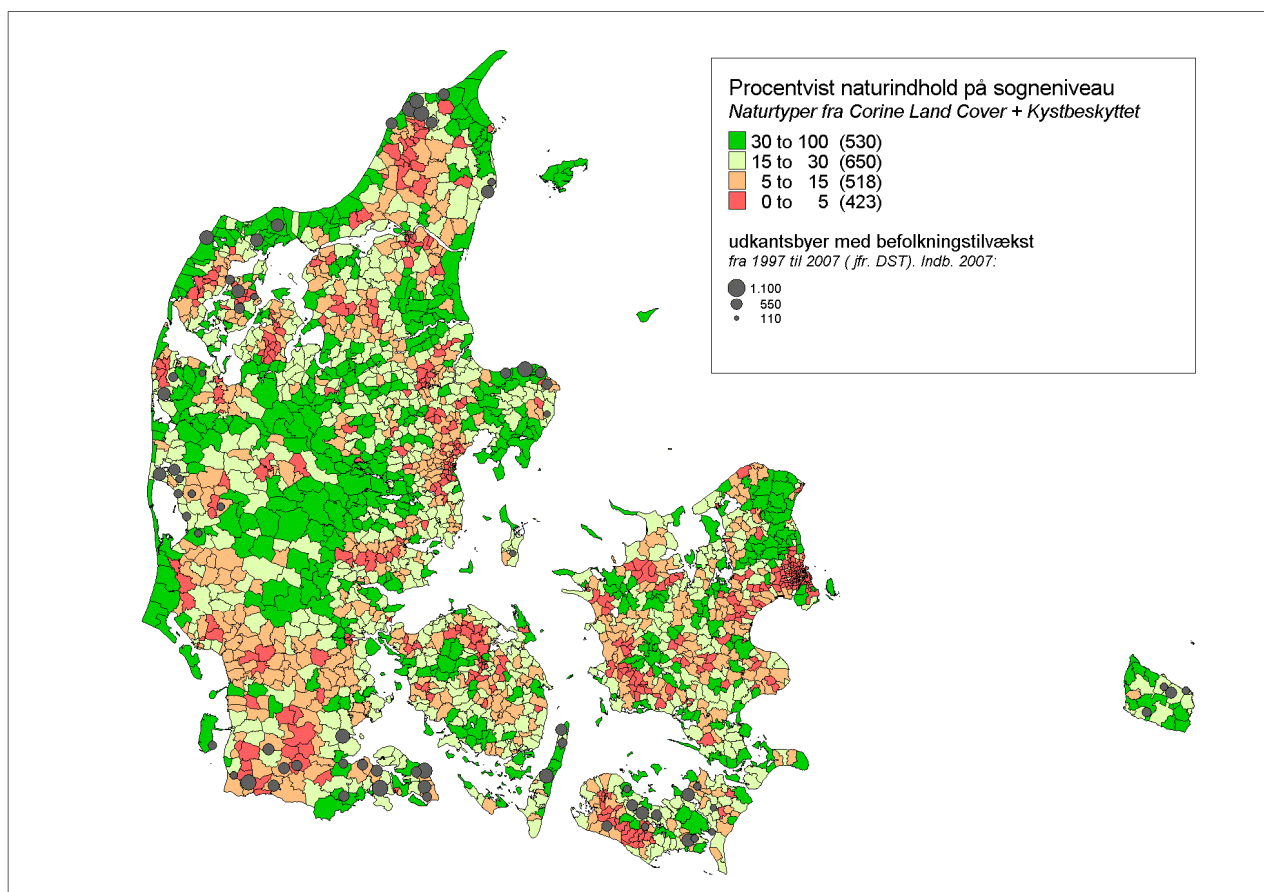 Procentvist naturindhold på sogneniveau
Naturtyper fra Corine Land Cover + Kystbeskyttet
30 to 100 (530)
15 to 30 (650)
5 to 15 (518)
0 to 5 (423)
udkantsbyer med befolkningstilvækst
fra 1997 til 2007 ( jfr. DST). Indb. 2007:
1.100
550
110